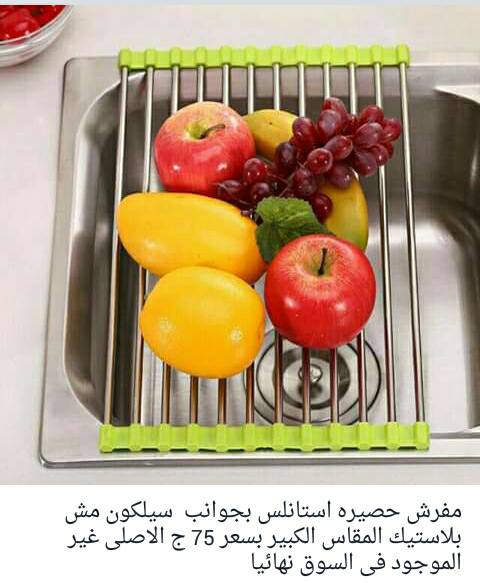 مفرش حصيره استانلس بجوانب  سيلكون مش
بلاستيك المقاس الكبير بسعر 75 ج الاصلى غير
الموجود فى السوق نهائيا